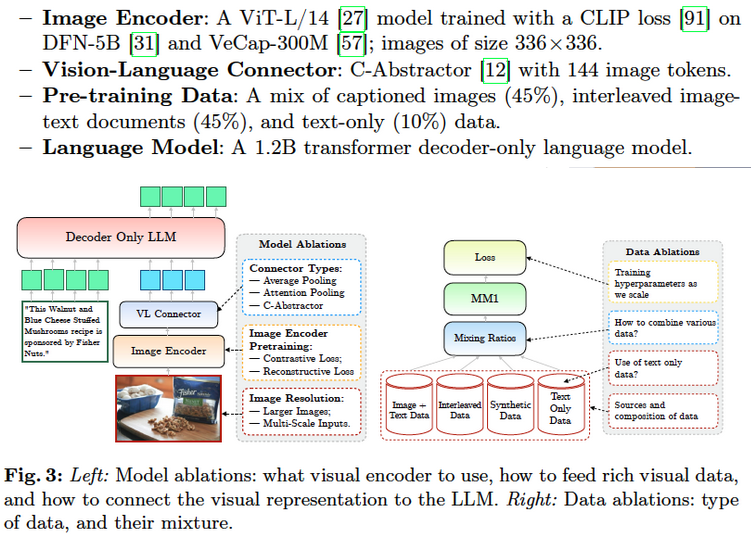 – Image Encoder: A ViT-L/14 [27] model trained with a CLIP loss [91] on
DFN-5B [31] and VeCap-300M [57]; images of size 336×336.
– Vision-Language Connector: C-Abstractor [12] with 144 image tokens.
– Pre-training Data: A mix of captioned images (45%), interleaved image-
text documents (45%), and text-only (10%) data.
– Language Model: A 1.2B transformer decoder-only language model.
Decoder Only LLM
"This Walnut and
Blue Cheese Stuffed
Mushrooms recipe is
sponsored by Fisher
Nuts."
VL Connector
Image Encoder
Fisher
Model Ablations
Connector Types:
— Average Pooling
— Attention Pooling
— C-Abstractor
Image Encoder
Pretraining:
— Contrastive Loss;
— Reconstructive Loss
Image Resolution:
— Larger Images;
— Multi-Scale Inputs.
Loss
MM1
Mixing Ratios
Image +
Text Data
Interleaved
Data
Synthetic
Data
Text
Only
Data
Data Ablations
Training
hyperparameters as
we scale
How to combine various
data?
Use of text only
data?
Sources and
composition of data
Fig. 3: Left: Model ablations: what visual encoder to use, how to feed rich visual data,
and how to connect the visual representation to the LLM. Right: Data ablations: type
of data, and their mixture.